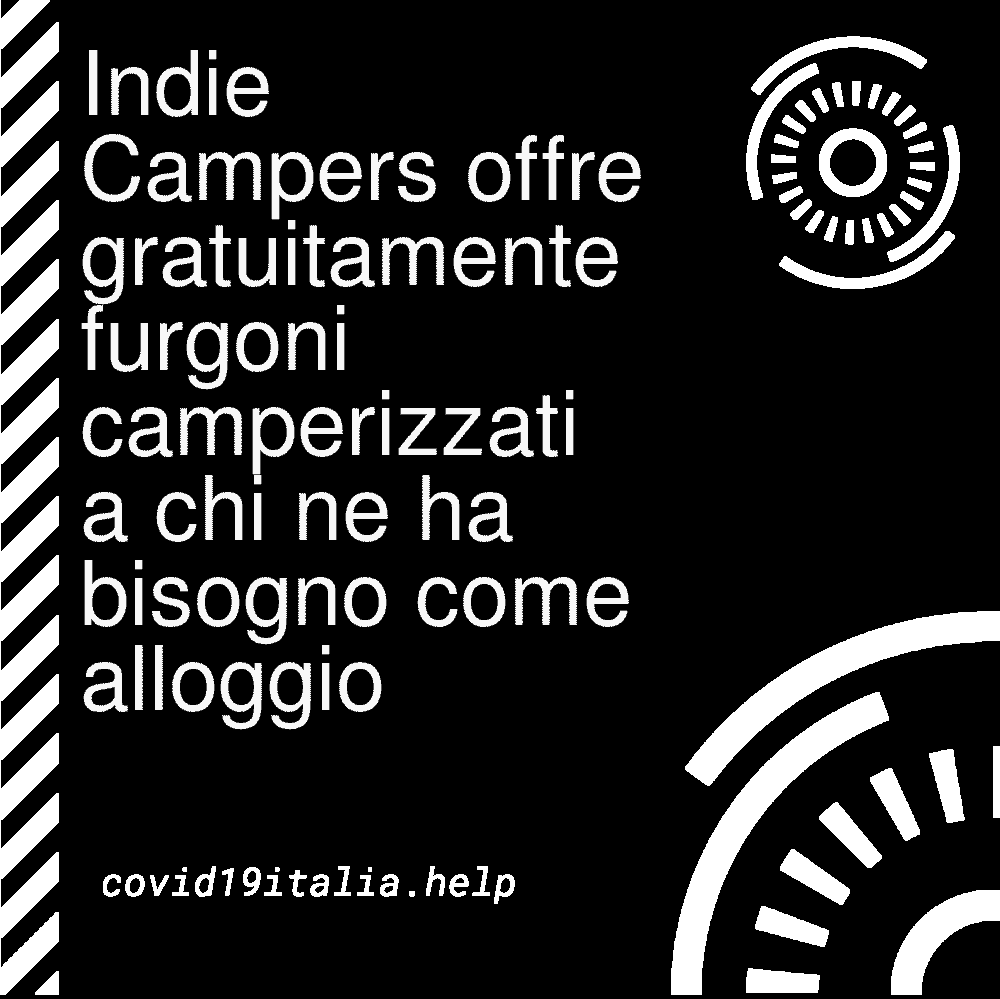 Indie
Campers offre
gratuitamente
furgoni
camperizzati
a chi ne ha
bisogno come
alloggio
covid19italia.help